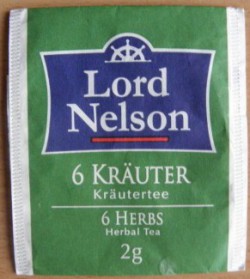 Lord
Nelson
6 KRÄUTER
Kräutertee
6 HERBS
Herbal Tea
2g